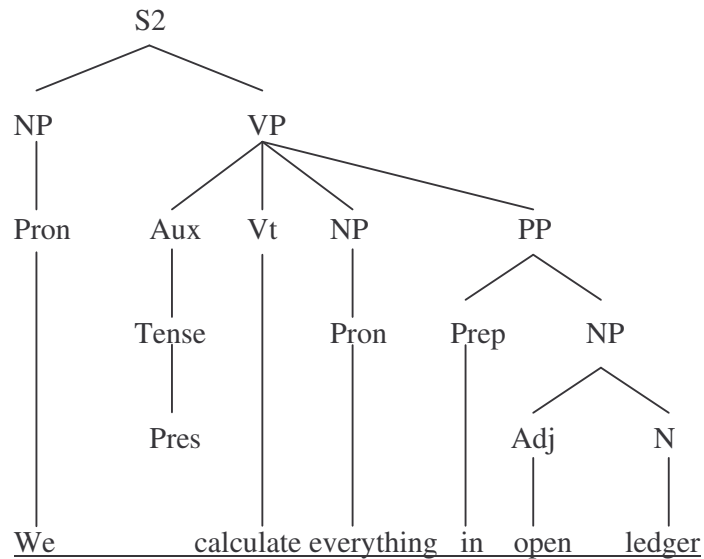 S2
NP VP
Pron Aux Vt NP PP
Tense Pron Prep NP
Pres Adj N
We calculate everything in open ledger